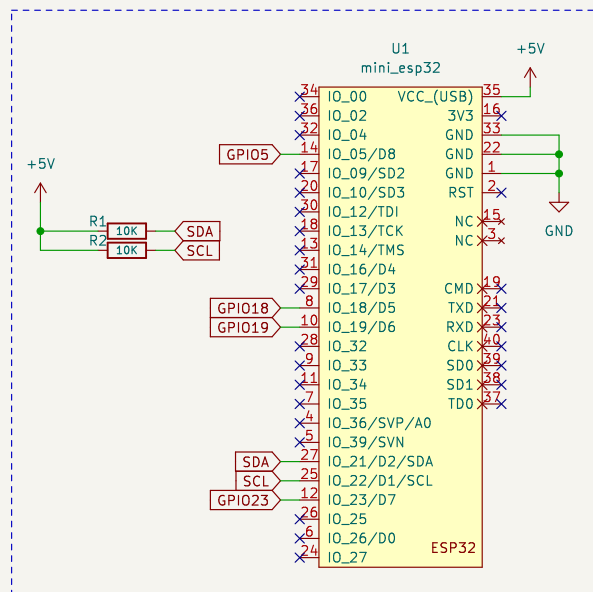 U1
mini_esp32
+5V
34 IO_00 VCC_(USB) 35
36 IO_02 3V3 16
32 IO_04 GND 33
GPIO5 14 IO_05/D8 GND 22
17 IO_09/SD2 GND 1
+5V
20 IO_10/SD3 RST 2
30 IO_12/TDI NC 15
R1 10K SDA 18 IO_13/TCK GND
R2 10K SCL 13 IO_14/TMS NC 3
31 IO_16/D4
29 IO_17/D3 CMD 19
GPIO18 8 IO_18/D5 TXD 21
GPIO19 10 IO_19/D6 RXD 23
28 IO_32 CLK 40
9 IO_33 SD0 39
11 IO_34 SD1 38
7 IO_35 TD0 37
4 IO_36/SVP/A0
5 IO_39/SVN
SDA 27 IO_21/D2/SDA
SCL 25 IO_22/D1/SCL
GPIO23 12 IO_23/D7
26 IO_25
6 IO_26/D0
24 IO_27
ESP32